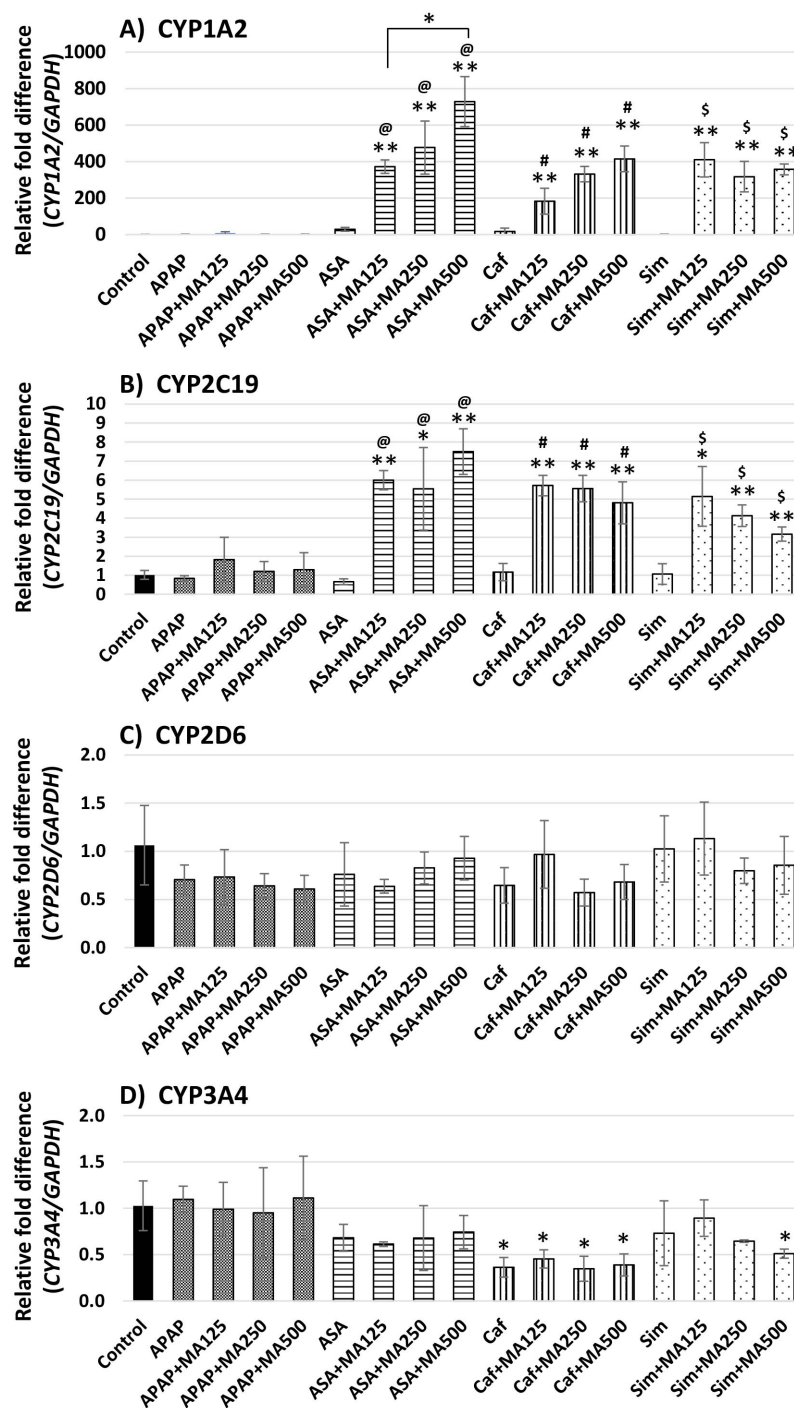 A) CYP1A2
Relative fold difference
(CYP1A2/GAPDH)
1000
800
600
400
200
0
*
@
**
@
**
@
**
#
**
#
**
#
**
$
**
$
**
$
**
Control
APAP
APAP+MA125
APAP+MA250
APAP+MA500
ASA
ASA+MA125
ASA+MA250
ASA+MA500
Caf
Caf+MA125
Caf+MA250
Caf+MA500
Sim
Sim+MA125
Sim+MA250
Sim+MA500
B) CYP2C19
Relative fold difference
(CYP2C19/GAPDH)
10
9
8
7
6
5
4
3
2
1
0
@
**
@
*
@
**
#
**
#
**
#
**
$
*
$
**
$
**
Control
APAP
APAP+MA125
APAP+MA250
APAP+MA500
ASA
ASA+MA125
ASA+MA250
ASA+MA500
Caf
Caf+MA125
Caf+MA250
Caf+MA500
Sim
Sim+MA125
Sim+MA250
Sim+MA500
C) CYP2D6
Relative fold difference
(CYP2D6/GAPDH)
2.0
1.5
1.0
0.5
0.0
Control
APAP
APAP+MA125
APAP+MA250
APAP+MA500
ASA
ASA+MA125
ASA+MA250
ASA+MA500
Caf
Caf+MA125
Caf+MA250
Caf+MA500
Sim
Sim+MA125
Sim+MA250
Sim+MA500
D) CYP3A4
Relative fold difference
(CYP3A4/GAPDH)
2.0
1.5
1.0
0.5
0.0
*
*
*
*
*
Control
APAP
APAP+MA125
APAP+MA250
APAP+MA500
ASA
ASA+MA125
ASA+MA250
ASA+MA500
Caf
Caf+MA125
Caf+MA250
Caf+MA500
Sim
Sim+MA125
Sim+MA250
Sim+MA500